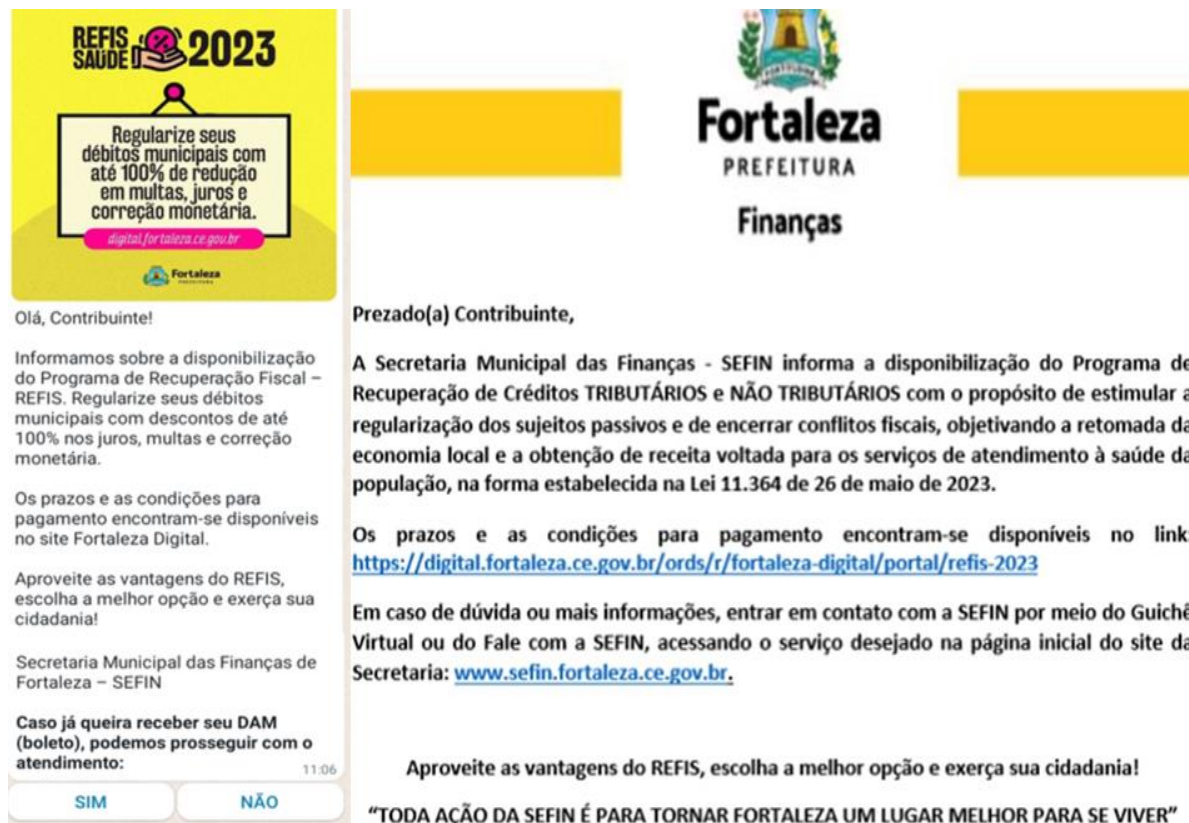 REFIS
SAÚDE
2023
Regularize seus
débitos municipais com
até 100% de redução
em multas, juros e
correção monetária.
digital.fortaleza.ce.gov.br
Fortaleza
PREFEITURA
Olá, Contribuinte!
Informamos sobre a disponibilização
do Programa de Recuperação Fiscal –
REFIS. Regularize seus débitos
municipais com descontos de até
100% nos juros, multas e correção
monetária.
Os prazos e as condições para
pagamento encontram-se disponíveis
no site Fortaleza Digital.
Aproveite as vantagens do REFIS,
escolha a melhor opção e exerça sua
cidadania!
Secretaria Municipal das Finanças de
Fortaleza – SEFIN
Caso já queira receber seu DAM
(boleto), podemos prosseguir com o
atendimento:
11:06
SIM
NÃO
Fortaleza
PREFEITURA
Finanças
Prezado(a) Contribuinte,
A Secretaria Municipal das Finanças - SEFIN informa a disponibilização do Programa de
Recuperação de Créditos TRIBUTÁRIOS e NÃO TRIBUTÁRIOS com o propósito de estimular a
regularização dos sujeitos passivos e de encerrar conflitos fiscais, objetivando a retomada da
economia local e a obtenção de receita voltada para os serviços de atendimento à saúde da
população, na forma estabelecida na Lei 11.364 de 26 de maio de 2023.
Os prazos e as condições para pagamento encontram-se disponíveis no link:
https://digital.fortaleza.ce.gov.br/ords/r/fortaleza-digital/portal/refis-2023
Em caso de dúvida ou mais informações, entrar em contato com a SEFIN por meio do Guichê
Virtual ou do Fale com a SEFIN, acessando o serviço desejado na página inicial do site da
Secretaria: www.sefin.fortaleza.ce.gov.br.
Aproveite as vantagens do REFIS, escolha a melhor opção e exerça sua cidadania!
“TODA AÇÃO DA SEFIN É PARA TORNAR FORTALEZA UM LUGAR MELHOR PARA SE VIVER”